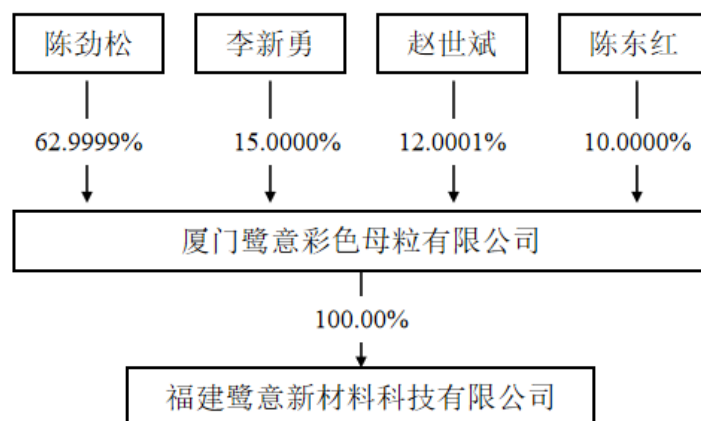 陈劲松 李新勇 赵世斌 陈东红
62.9999% 15.0000% 12.0001% 10.0000%
厦门鹭意彩色母粒有限公司
100.00%
福建鹭意新材料科技有限公司